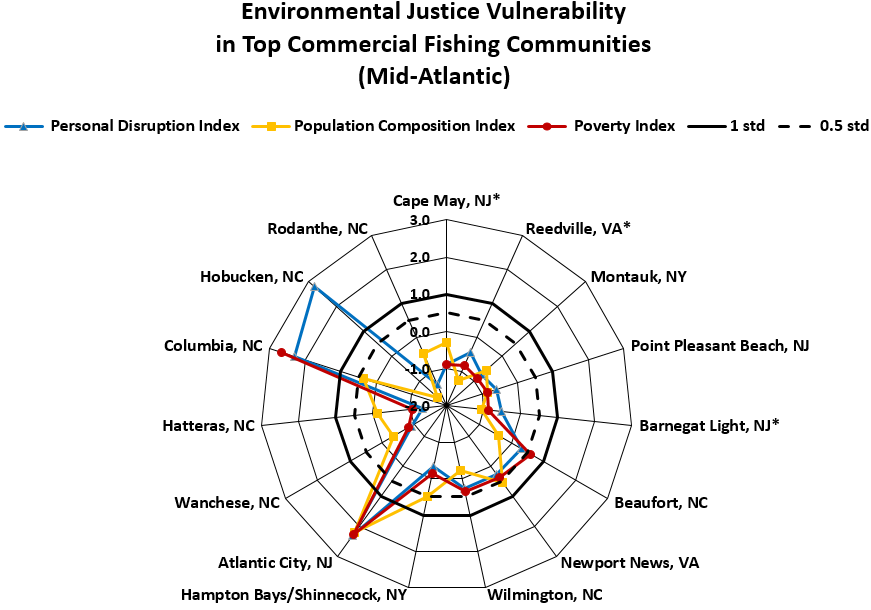 Environmental Justice Vulnerability
in Top Commercial Fishing Communities
(Mid-Atlantic)
Personal Disruption Index Population Composition Index Poverty Index 1 std 0.5 std
Cape May, NJ*
3.0
Rodanthe, NC
Reedville, VA*
2.0
Hobucken, NC
Montauk, NY
1.0
0.0
Columbia, NC
Point Pleasant Beach, NJ
-1.0
-2.0
Hatteras, NC
Barnegat Light, NJ*
Wanchese, NC
Beaufort, NC
Atlantic City, NJ
Newport News, VA
Hampton Bays/Shinnecock, NY
Wilmington, NC